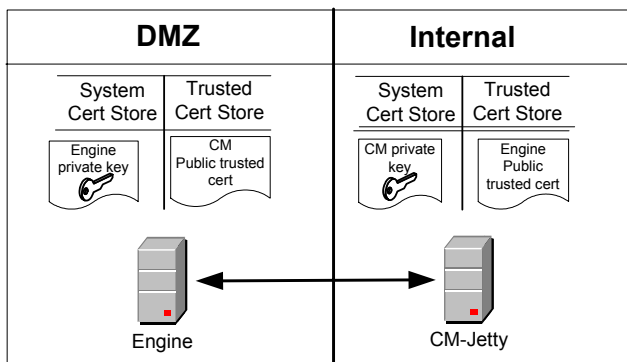 DMZ
Internal
System
Cert Store
Trusted
Cert Store
System
Cert Store
Trusted
Cert Store
Engine
private key
CM
Public trusted
cert
CM private
key
Engine
Public
trusted cert
Engine
CM-Jetty